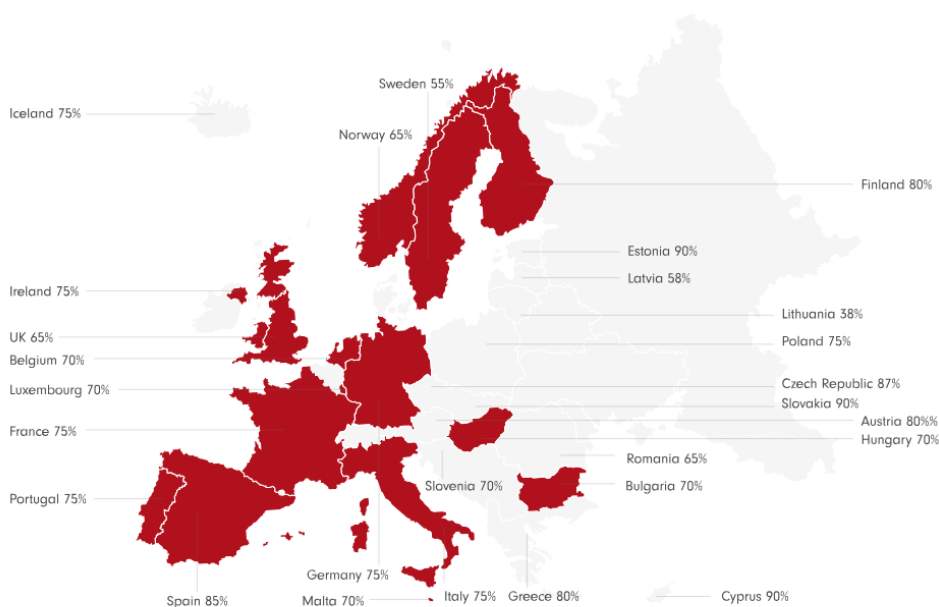 Sweden 55%
Iceland 75%
Norway 65%
Finland 80%
Estonia 90%
Latvia 58%
Ireland 75%
Lithuania 38%
UK 65%
Poland 75%
Belgium 70%
Czech Republic 87%
Luxembourg 70%
Slovakia 90%
Austria 80%%
France 75%
Hungary 70%
Romania 65%
Slovenia 70%
Bulgaria 70%
Portugal 75%
Germany 75%
Spain 85%
Malta 70%
Italy 75%
Greece 80%
Cyprus 90%